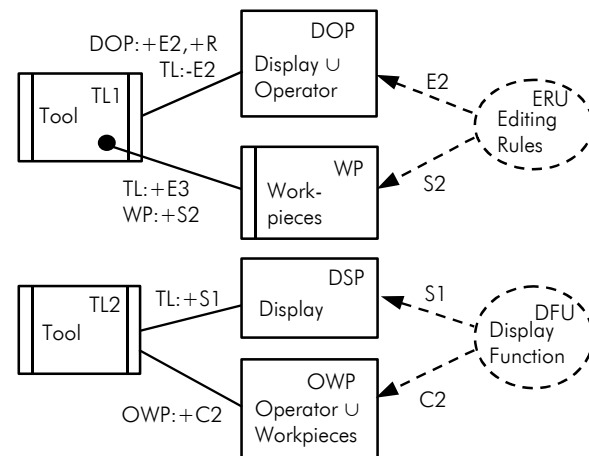 DOP
DOP:+E2,+R
TL:-E2
Display ∪
Operator
TL1
Tool
E2
ERU
Editing
Rules
WP
Work-
pieces
TL:+E3
WP:+S2
S2
TL2
Tool
TL:+S1
DSP
Display
S1
DFU
Display
Function
OWP
Operator ∪
Workpieces
OWP:+C2
C2